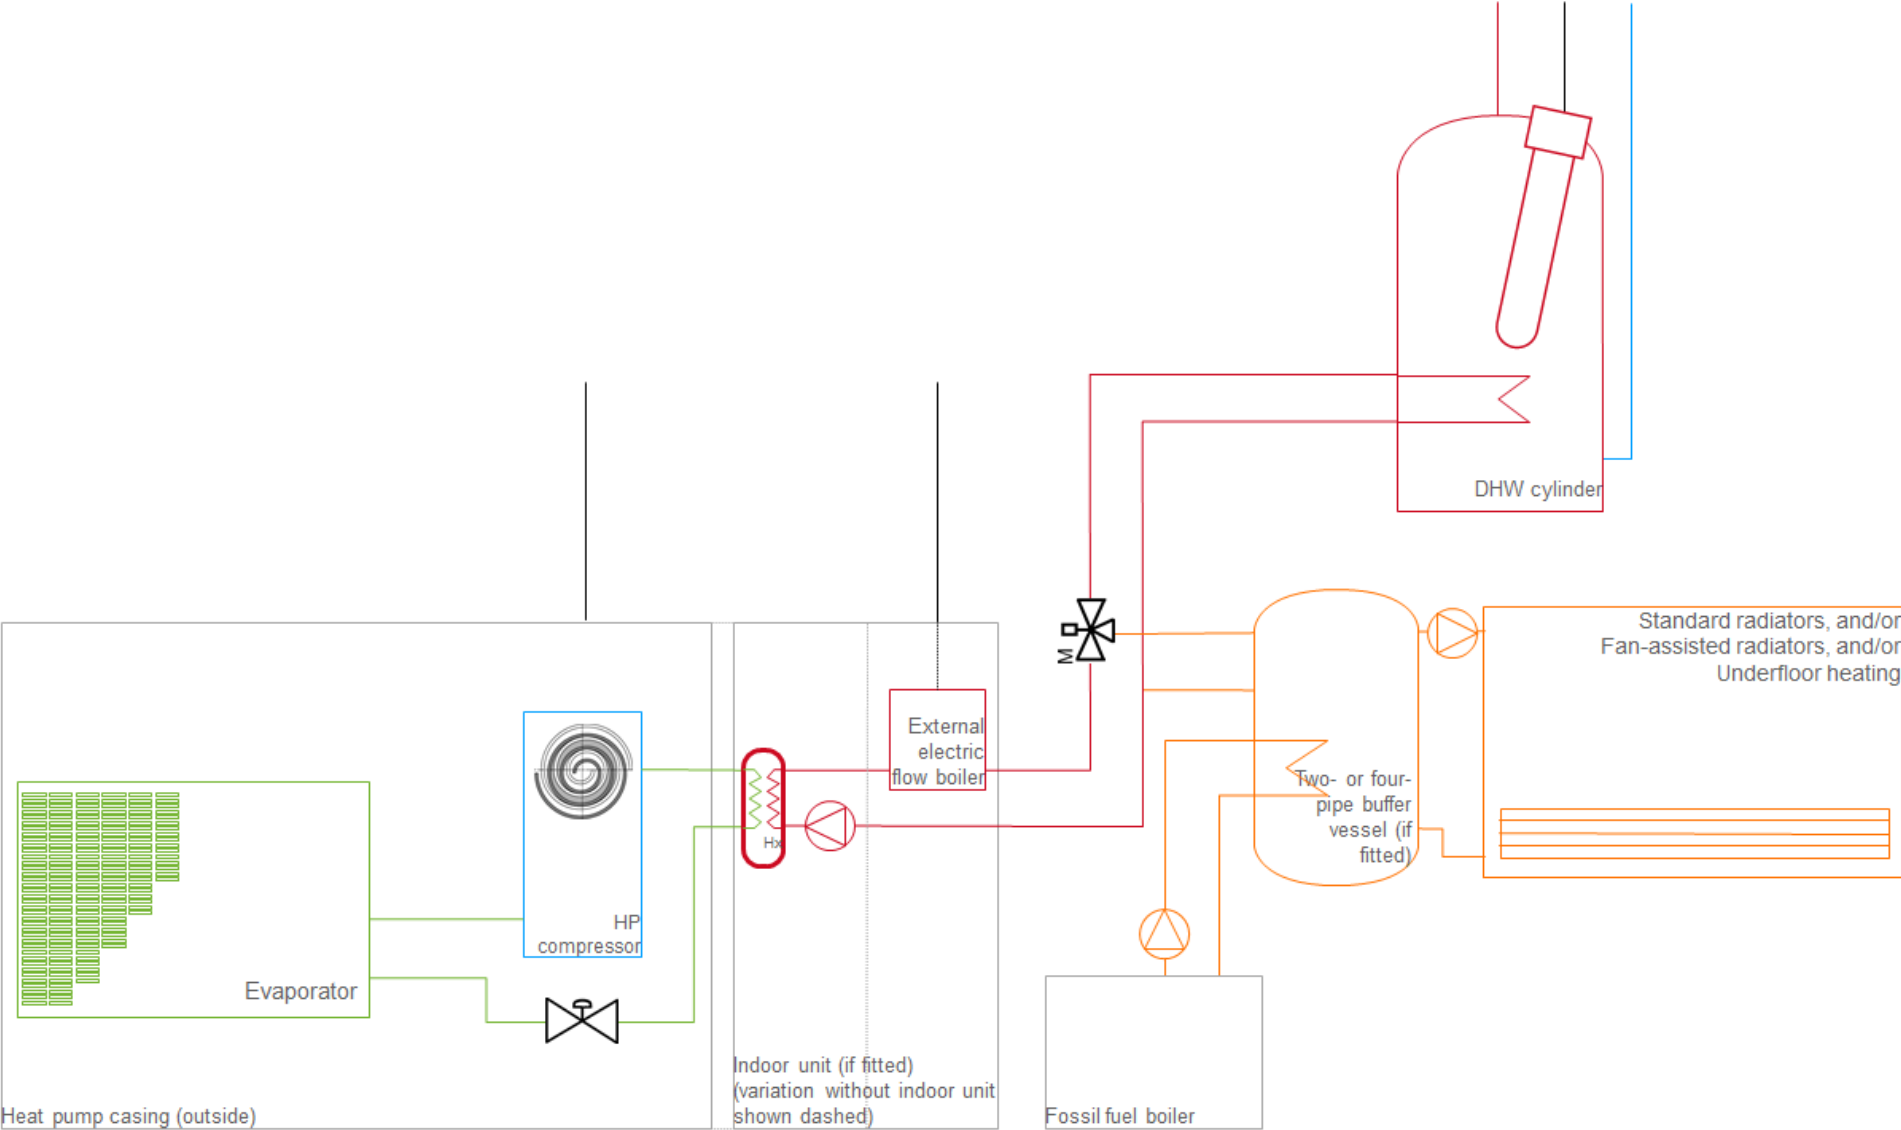 DHW cylinder
Standard radiators, and/or
Fan-assisted radiators, and/or
Underfloor heating
M
External
electric
flow boiler
Two- or four-
pipe buffer
vessel (if
fitted)
Hx
HP
compressor
Evaporator
Indoor unit (if fitted)
(variation without indoor unit
shown dashed)
Heat pump casing (outside)
Fossil fuel boiler